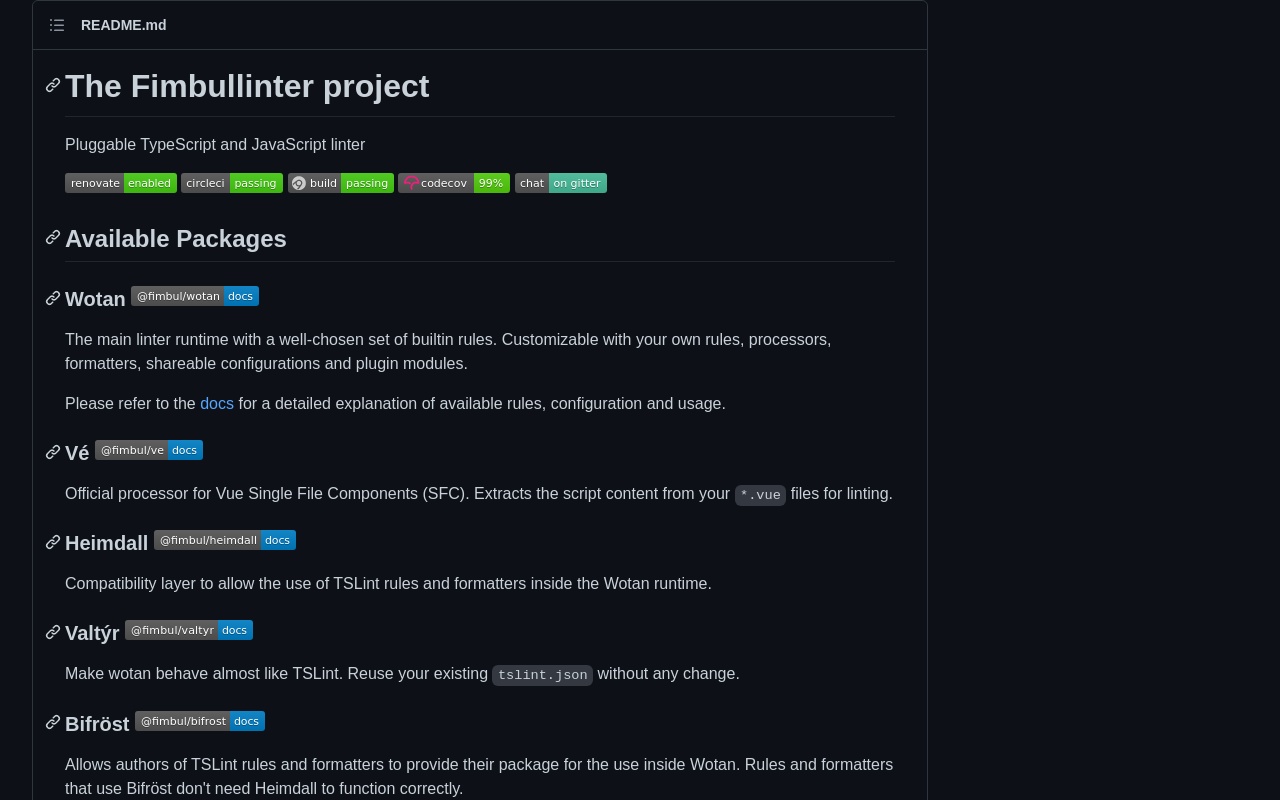 README.md
The Fimbullinter project
Pluggable TypeScript and JavaScript linter
renovate enabled circleci passing build passing codecov 99% chat on gitter
Available Packages
Wotan @fimbul/wotan docs
The main linter runtime with a well-chosen set of builtin rules. Customizable with your own rules, processors,
formatters, shareable configurations and plugin modules.
Please refer to the docs for a detailed explanation of available rules, configuration and usage.
Vé @fimbul/ve docs
Official processor for Vue Single File Components (SFC). Extracts the script content from your *.vue files for linting.
Heimdall @fimbul/heimdall docs
Compatibility layer to allow the use of TSLint rules and formatters inside the Wotan runtime.
Valtýr @fimbul/valtyr docs
Make wotan behave almost like TSLint. Reuse your existing tslint.json without any change.
Bifröst @fimbul/bifrost docs
Allows authors of TSLint rules and formatters to provide their package for the use inside Wotan. Rules and formatters
that use Bifröst don't need Heimdall to function correctly.